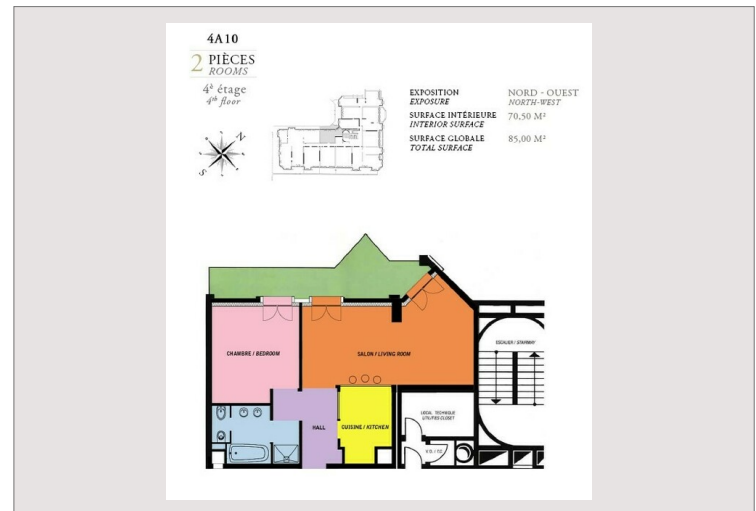 4A10
2 PIÈCES
ROOMS
4è étage
4th floor
EXPOSITION NORD - OUEST
EXPOSURE NORTH-WEST
SURFACE INTÉRIEURE 70,50 M²
INTERIOR SURFACE
SURFACE GLOBALE 85,00 M²
TOTAL SURFACE
N
S
ESCALIER / STAIRWAY
CHAMBRE / BEDROOM
SALON / LIVING ROOM
LOCAL TECHNIQUE
UTILITIES CLOSET
HALL
CUISINE / KITCHEN